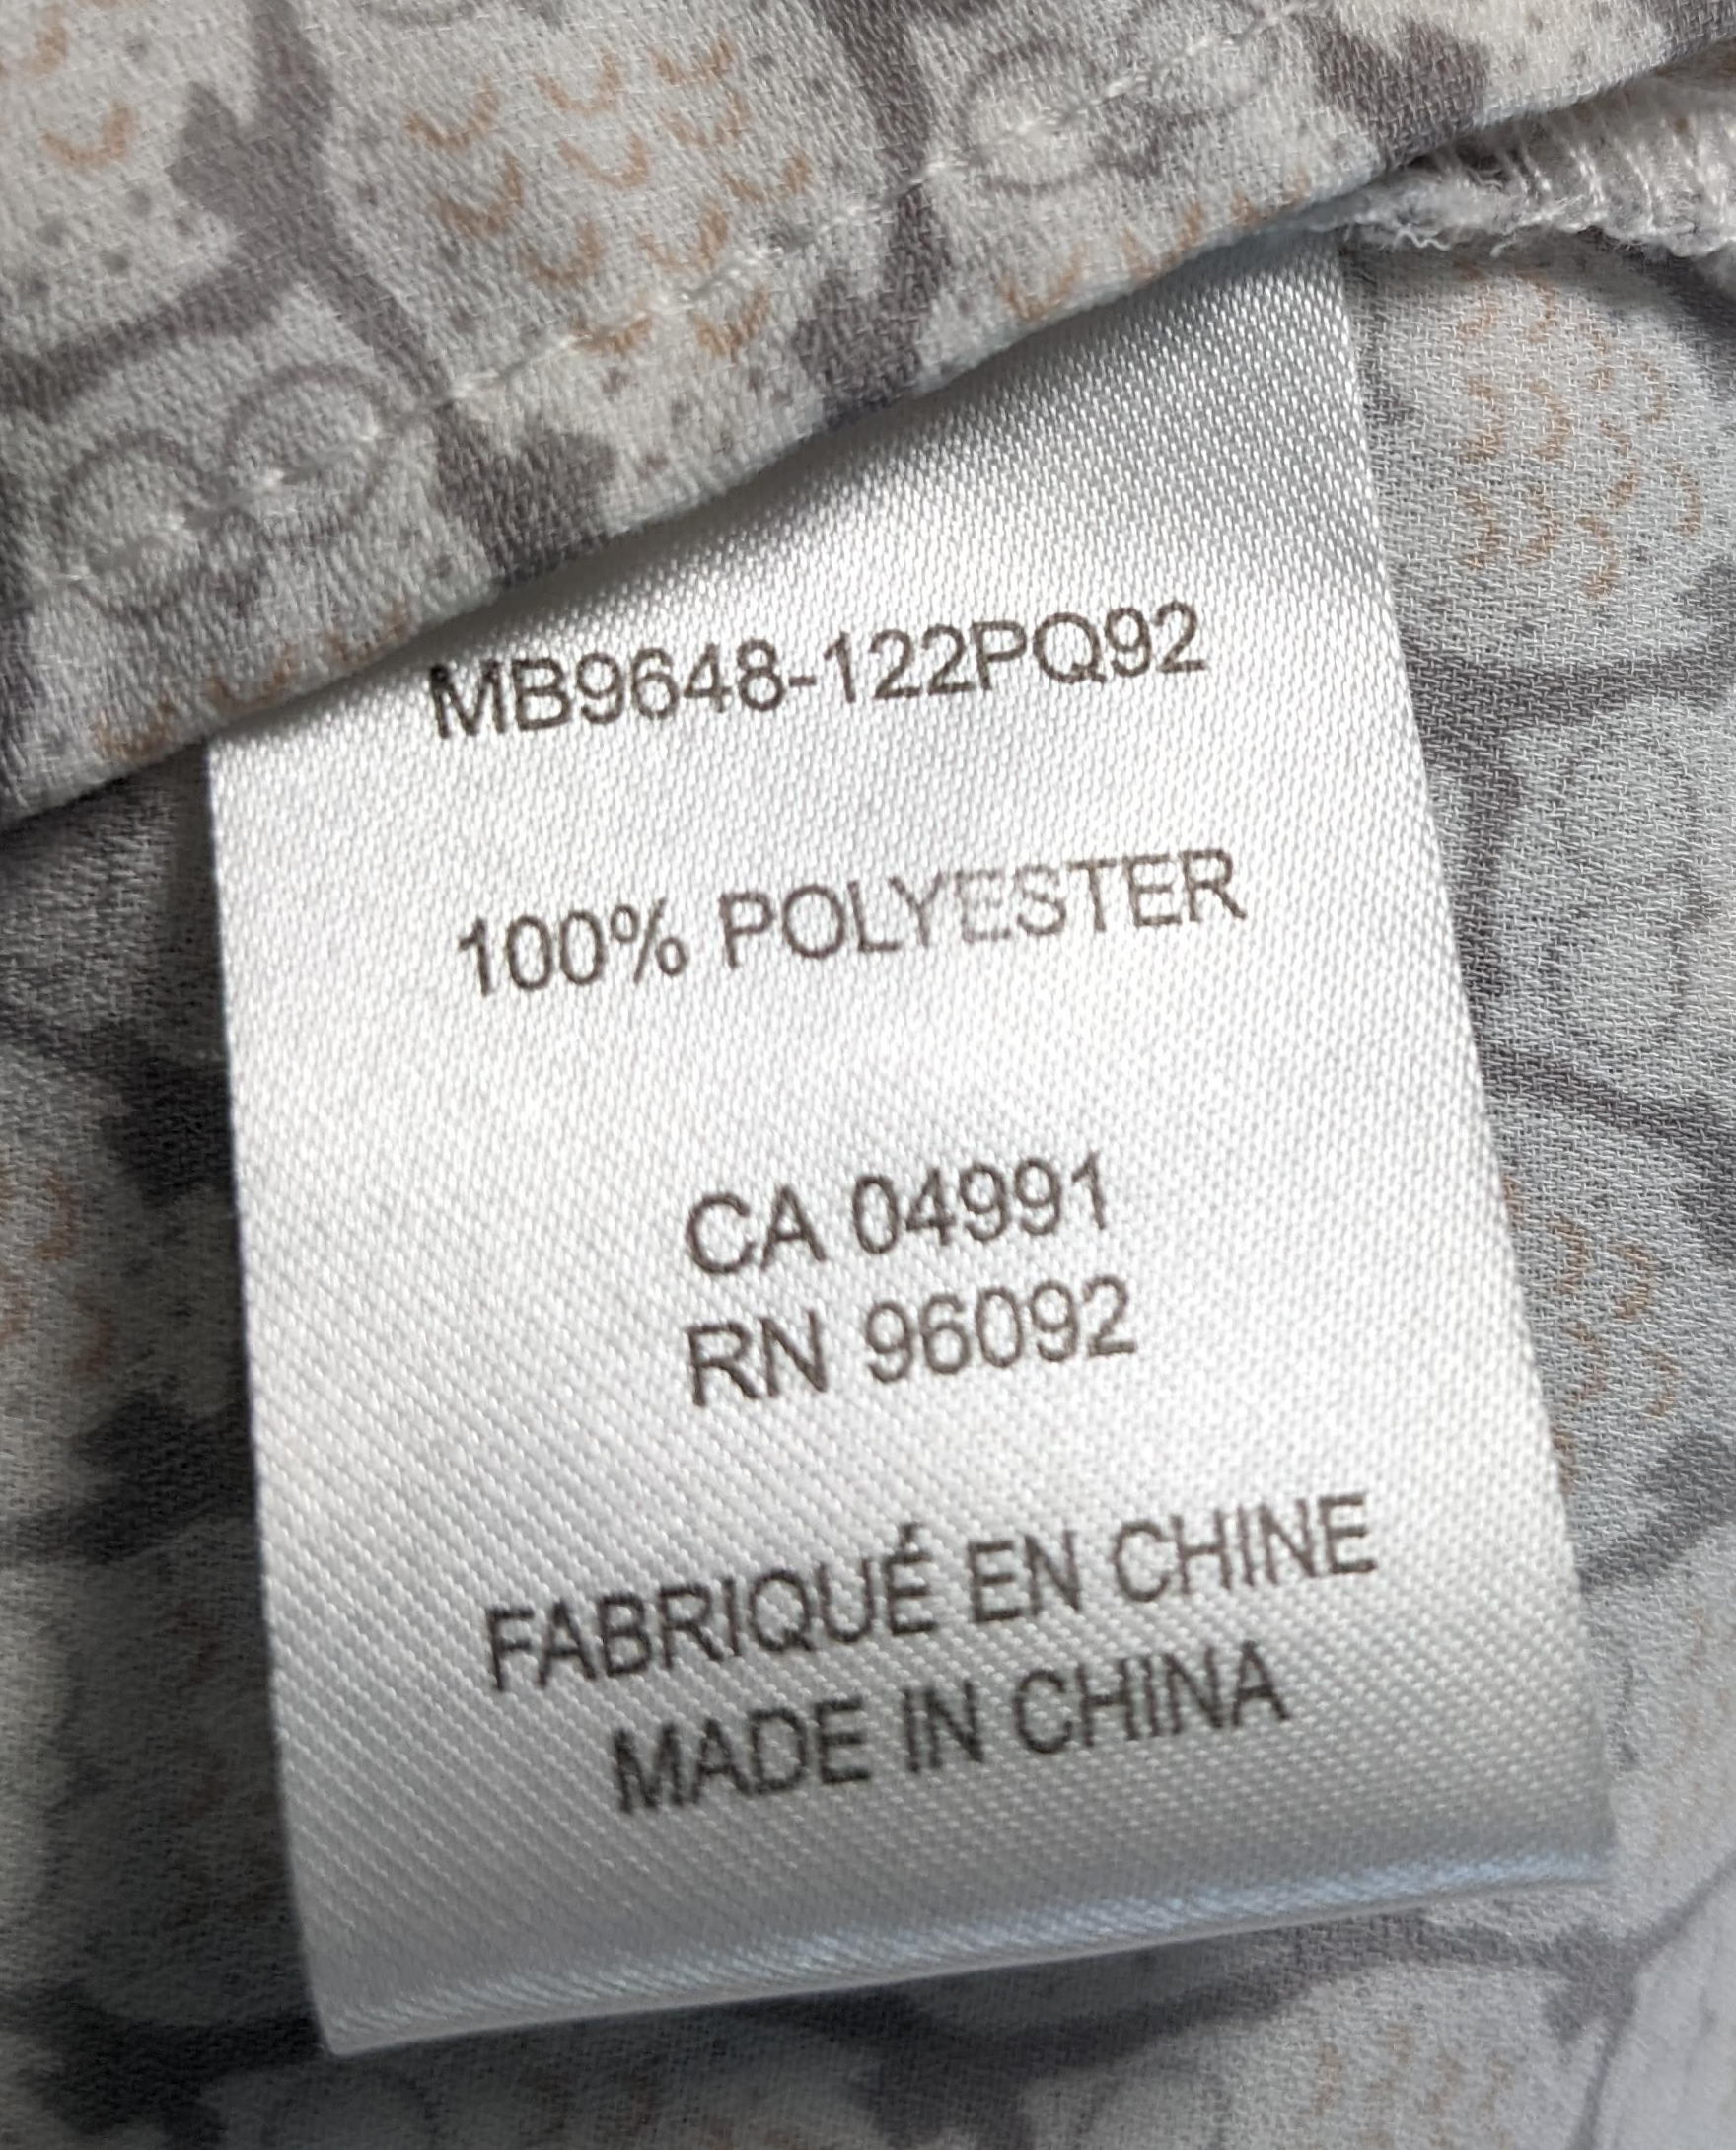 MB9648-122PQ92
100% POLYESTER
CA 04991
RN 96092
FABRIQUÉ EN CHINE
MADE IN CHINA